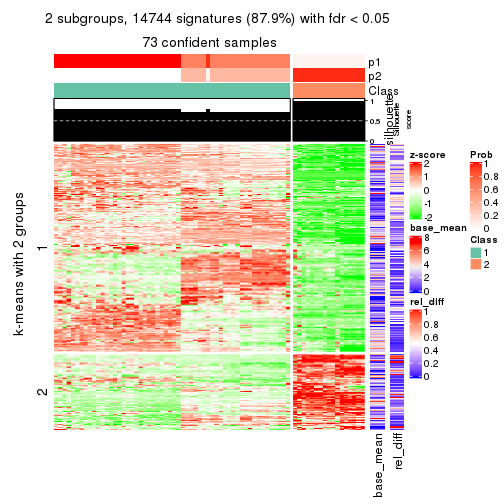 2 subgroups, 14744 signatures (87.9%) with fdr < 0.05
73 confident samples
p1
p2
Class
1
0.5
0
silhouette
Silhouette
score
k-means with 2 groups
1
2
base_mean
rel_diff
z-score
2
1
0
-1
-2
base_mean
8
6
4
2
0
rel_diff
1
0.8
0.6
0.4
0.2
0
Prob
1
0.8
0.6
0.4
0.2
0
Class
1
2